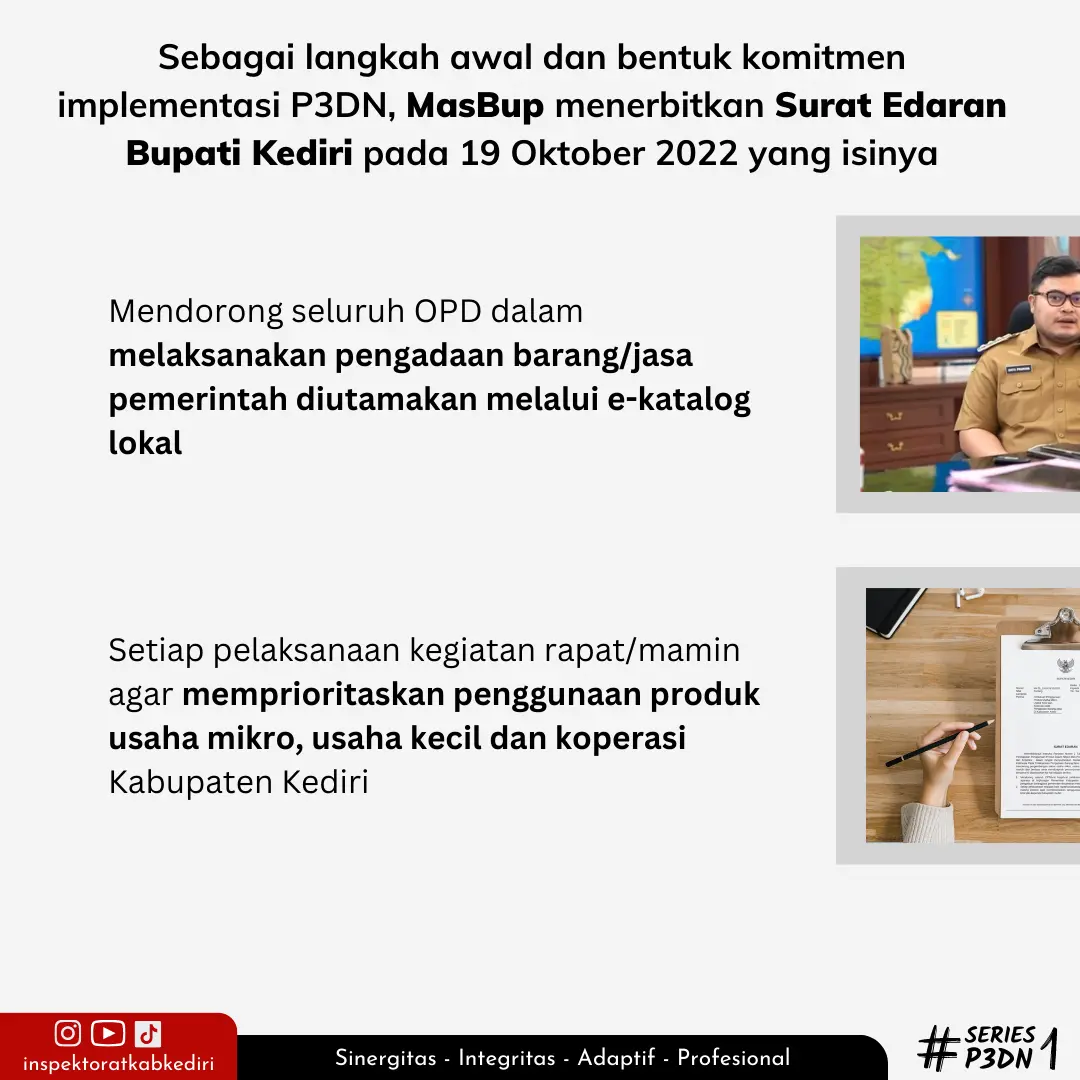 Sebagai langkah awal dan bentuk komitmen
implementasi P3DN, MasBup menerbitkan Surat Edaran
Bupati Kediri pada 19 Oktober 2022 yang isinya
Mendorong seluruh OPD dalam
melaksanakan pengadaan barang/jasa
pemerintah diutamakan melalui e-katalog
lokal
Setiap pelaksanaan kegiatan rapat/mamin
agar memprioritaskan penggunaan produk
usaha mikro, usaha kecil dan koperasi
Kabupaten Kediri
SURAT EDARAN
inspektoratkabkediri
Sinergitas - Integritas - Adaptif - Profesional
#SERIES 1
P3DN